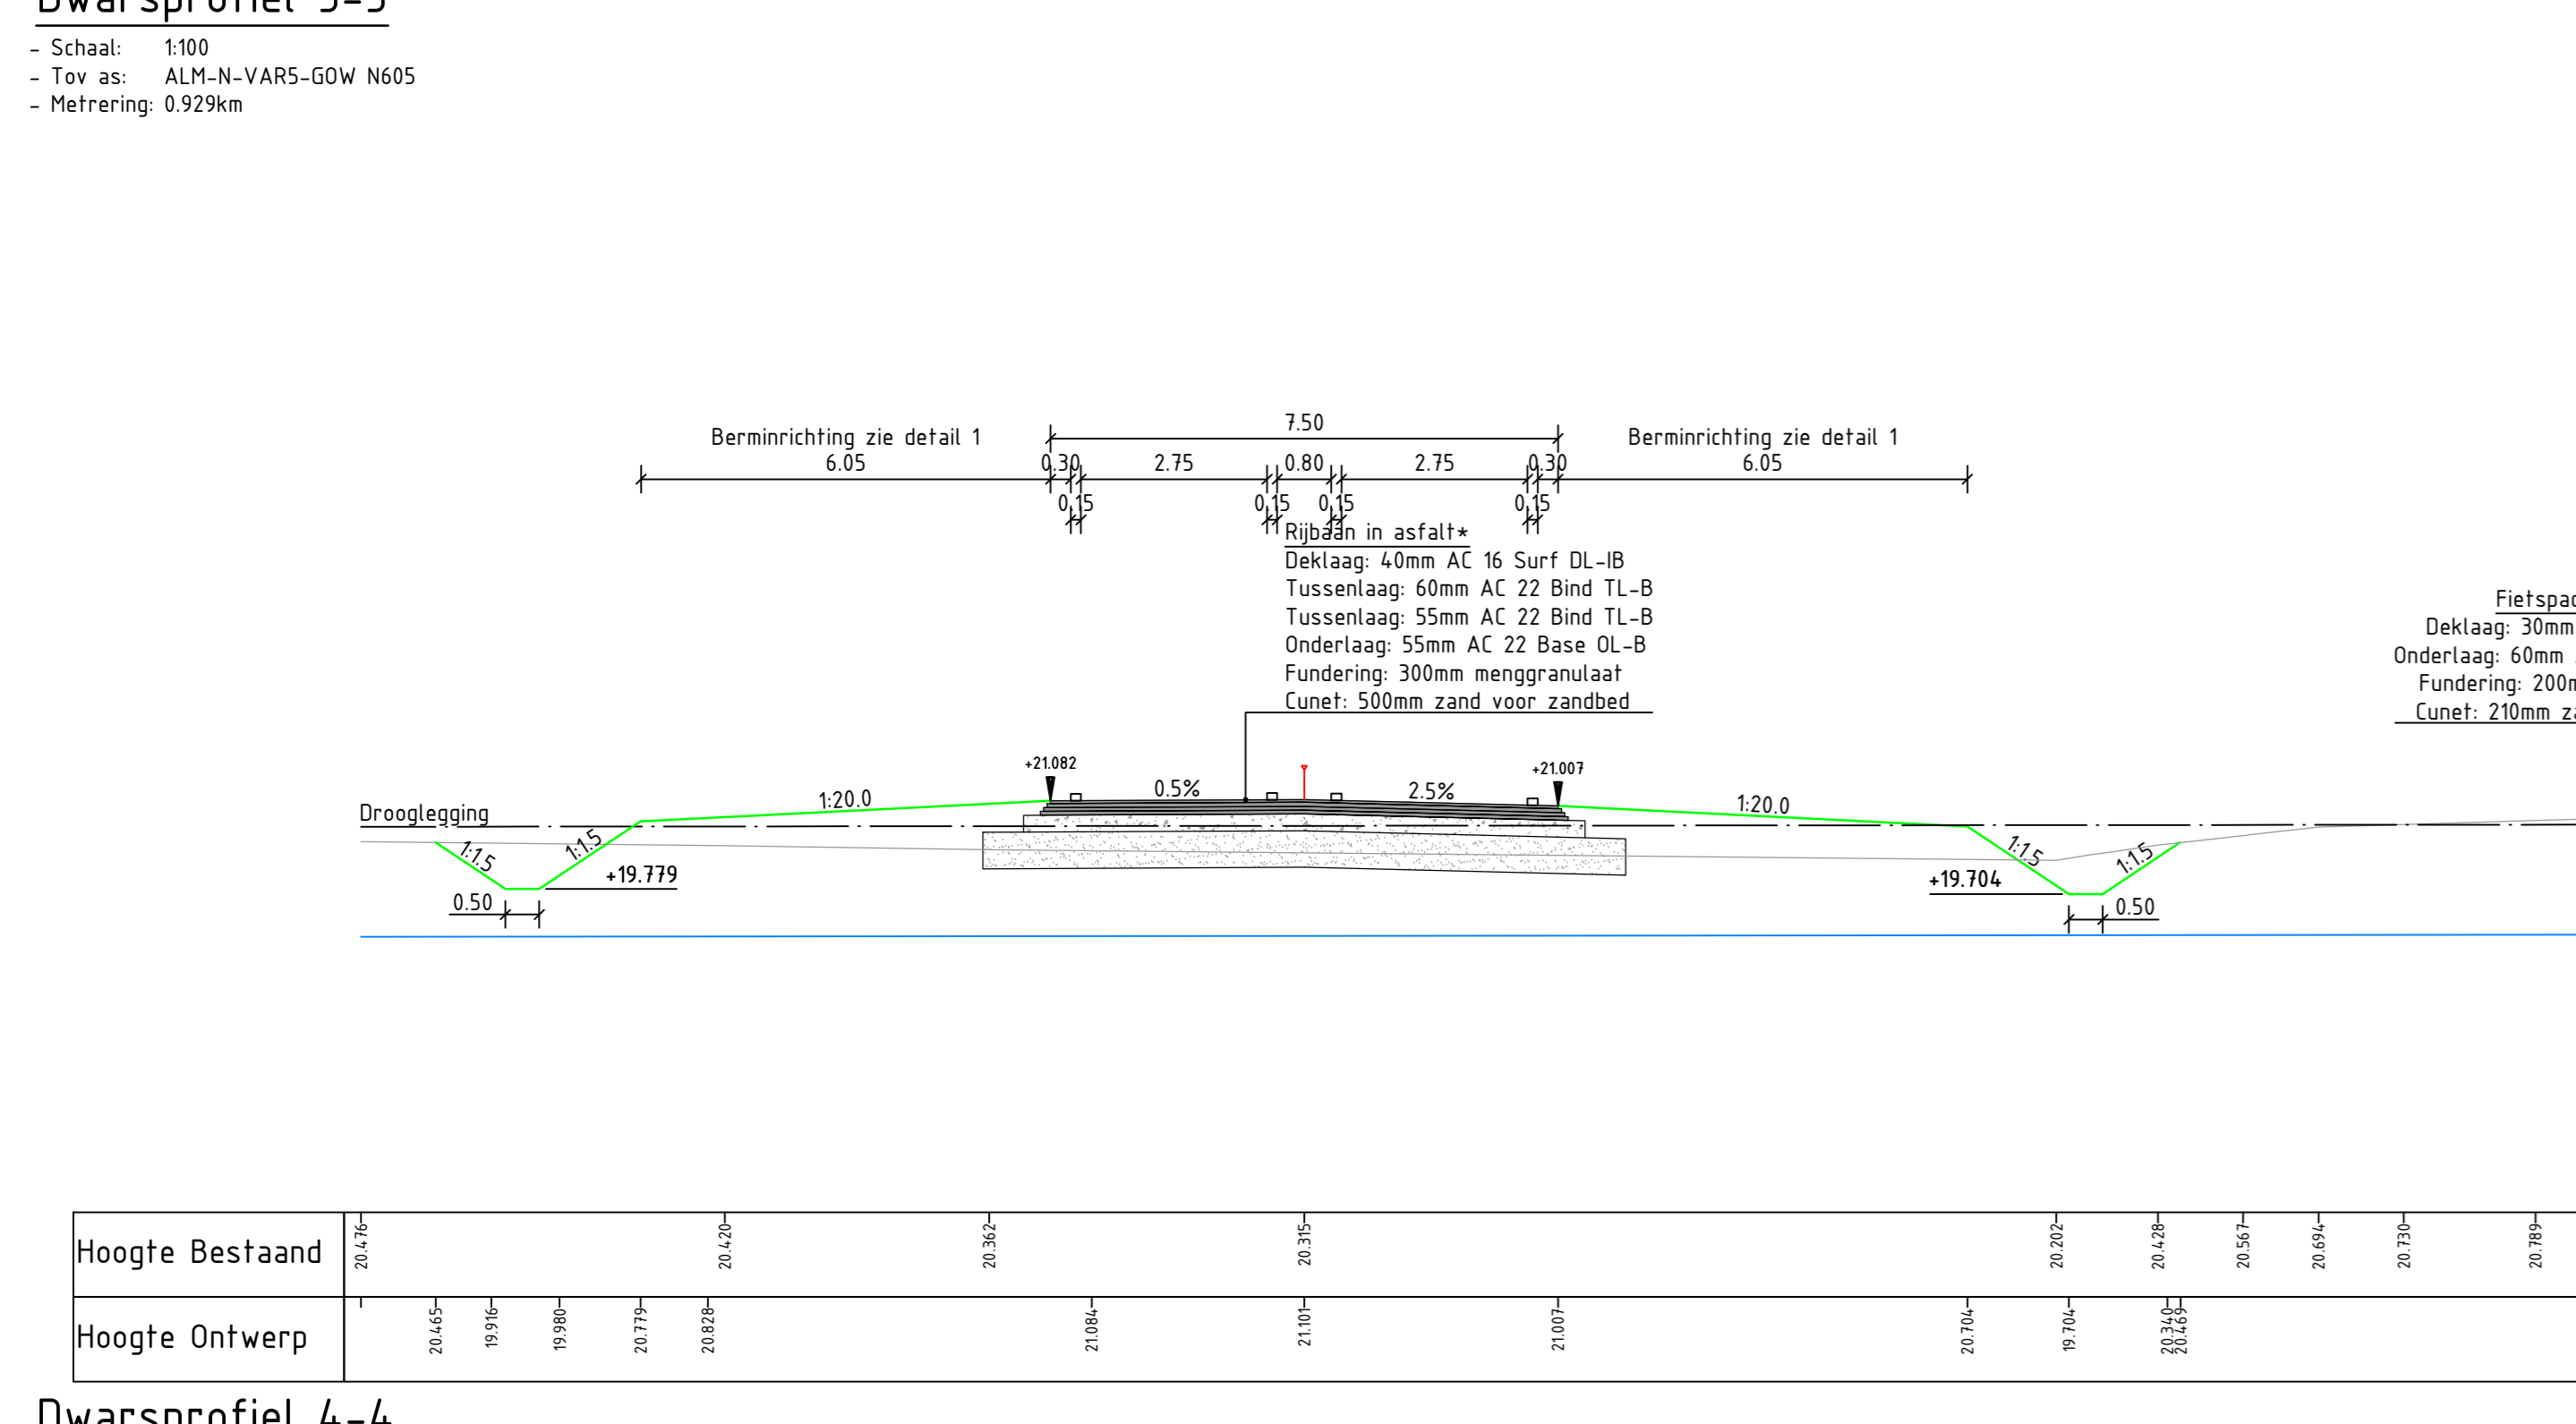 Dwarsprofiel
- Schaal: 1:100
- Tov as: ALM-N-VAR5-GOW N605
- Metrering: 0.929km
7.50
Berminrichting zie detail 1
Berminrichting zie detail 1
6.05 0.30 2.75 0.80 2.75 0.30 6.05
0.15 0.15 0.15 0.15
Rijbaan in asfalt*
Deklaag: 40mm AC 16 Surf DL-IB
Tussenlaag: 60mm AC 22 Bind TL-B
Tussenlaag: 55mm AC 22 Bind TL-B
Onderlaag: 55mm AC 22 Base OL-B
Fundering: 300mm menggranulaat
Cunet: 500mm zand voor zandbed
Deklaag: 30mm
Onderlaag: 60mm
Fundering:
Cunet: 210mm
+21.082 +21.007
0.5% 2.5%
Drooglegging 1:20.0 1:20.0
1:1.5 1:1.5 1:1.5 1:1.5
+19.779 +19.704
0.50 0.50
Hoogte Bestaand 20.476 20.420 20.362 20.315 20.202 20.428 20.567 20.694 20.730 20.789
Hoogte Ontwerp 20.465 19.916 19.980 20.779 20.828 21.084 21.101 21.007 20.704 19.704 20.340 20.469
Dwarsprofiel 4-4